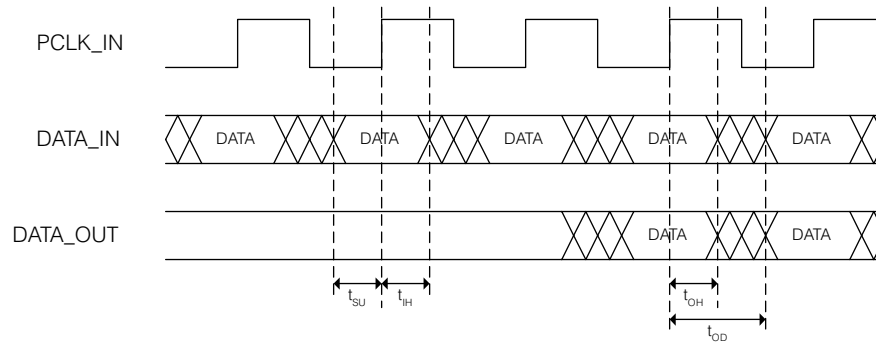 PCLK_IN
DATA_IN
DATA DATA DATA DATA DATA
DATA_OUT
DATA DATA
tSU tIH tOH
tOD